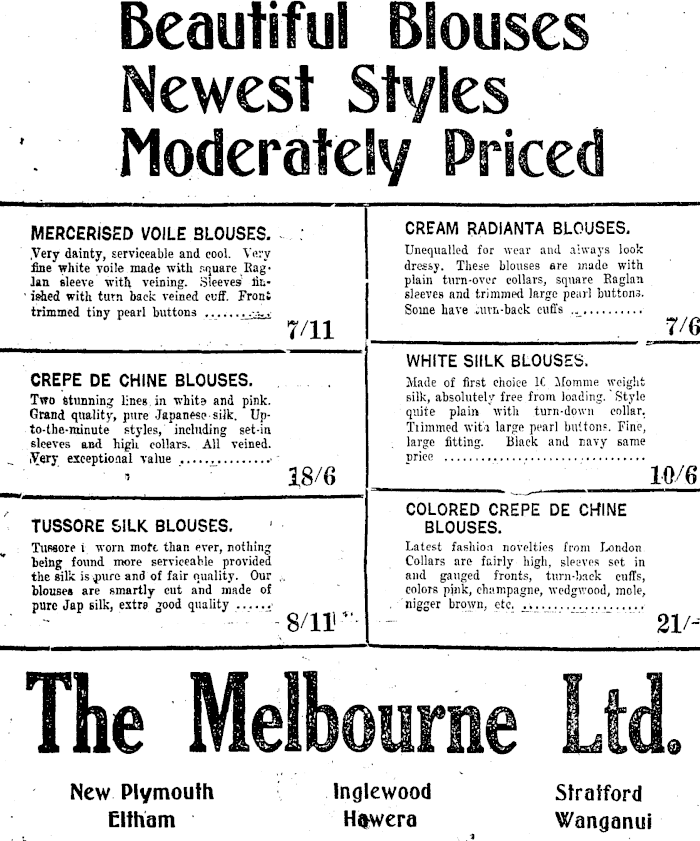 Beautiful Blouses
Newest Styles
Moderately Priced
MERCERISED VOILE BLOUSES.
Very dainty, serviceable and cool. Very
fine white voile made with square Rag-
lan sleeve with veining. Sleeves fin-
ished with turn back veined cuff. Front
trimmed tiny pearl buttons ..........
7/11
CREPE DE CHINE BLOUSES.
Two stunning lines in white and pink.
Grand quality, pure Japanese silk. Up-
to-the-minute styles, including set-in
sleeves and high collars. All veined.
Very exceptional value ..............
18/6
TUSSORE SILK BLOUSES.
Tussore i worn more than ever, nothing
being found more serviceable provided
the silk is pure and of fair quality. Our
blouses are smartly cut and made of
pure Jap silk, extra good quality ......
8/11
CREAM RADIANTA BLOUSES.
Unequalled for wear and always look
dressy. These blouses are made with
plain turn-over collars, square Raglan
sleeves and trimmed large pearl buttons.
Some have turn-back cuffs ...........
7/6
WHITE SIILK BLOUSES.
Made of first choice 16 Momme weight
silk, absolutely free from loading. Style
quite plain with turn-down collar.
Trimmed with large pearl buttons. Fine,
large fitting. Black and navy same
price ..............................
10/6
COLORED CREPE DE CHINE
BLOUSES.
Latest fashion novelties from London
Collars are fairly high, sleeves set in
and gauged fronts, turn-back cuffs,
colors pink, champagne, wedgwood, mole,
nigger brown, etc. ....................
21/-
The Melbourne Ltd.
New Plymouth Inglewood Stratford
Eltham Hawera Wanganui